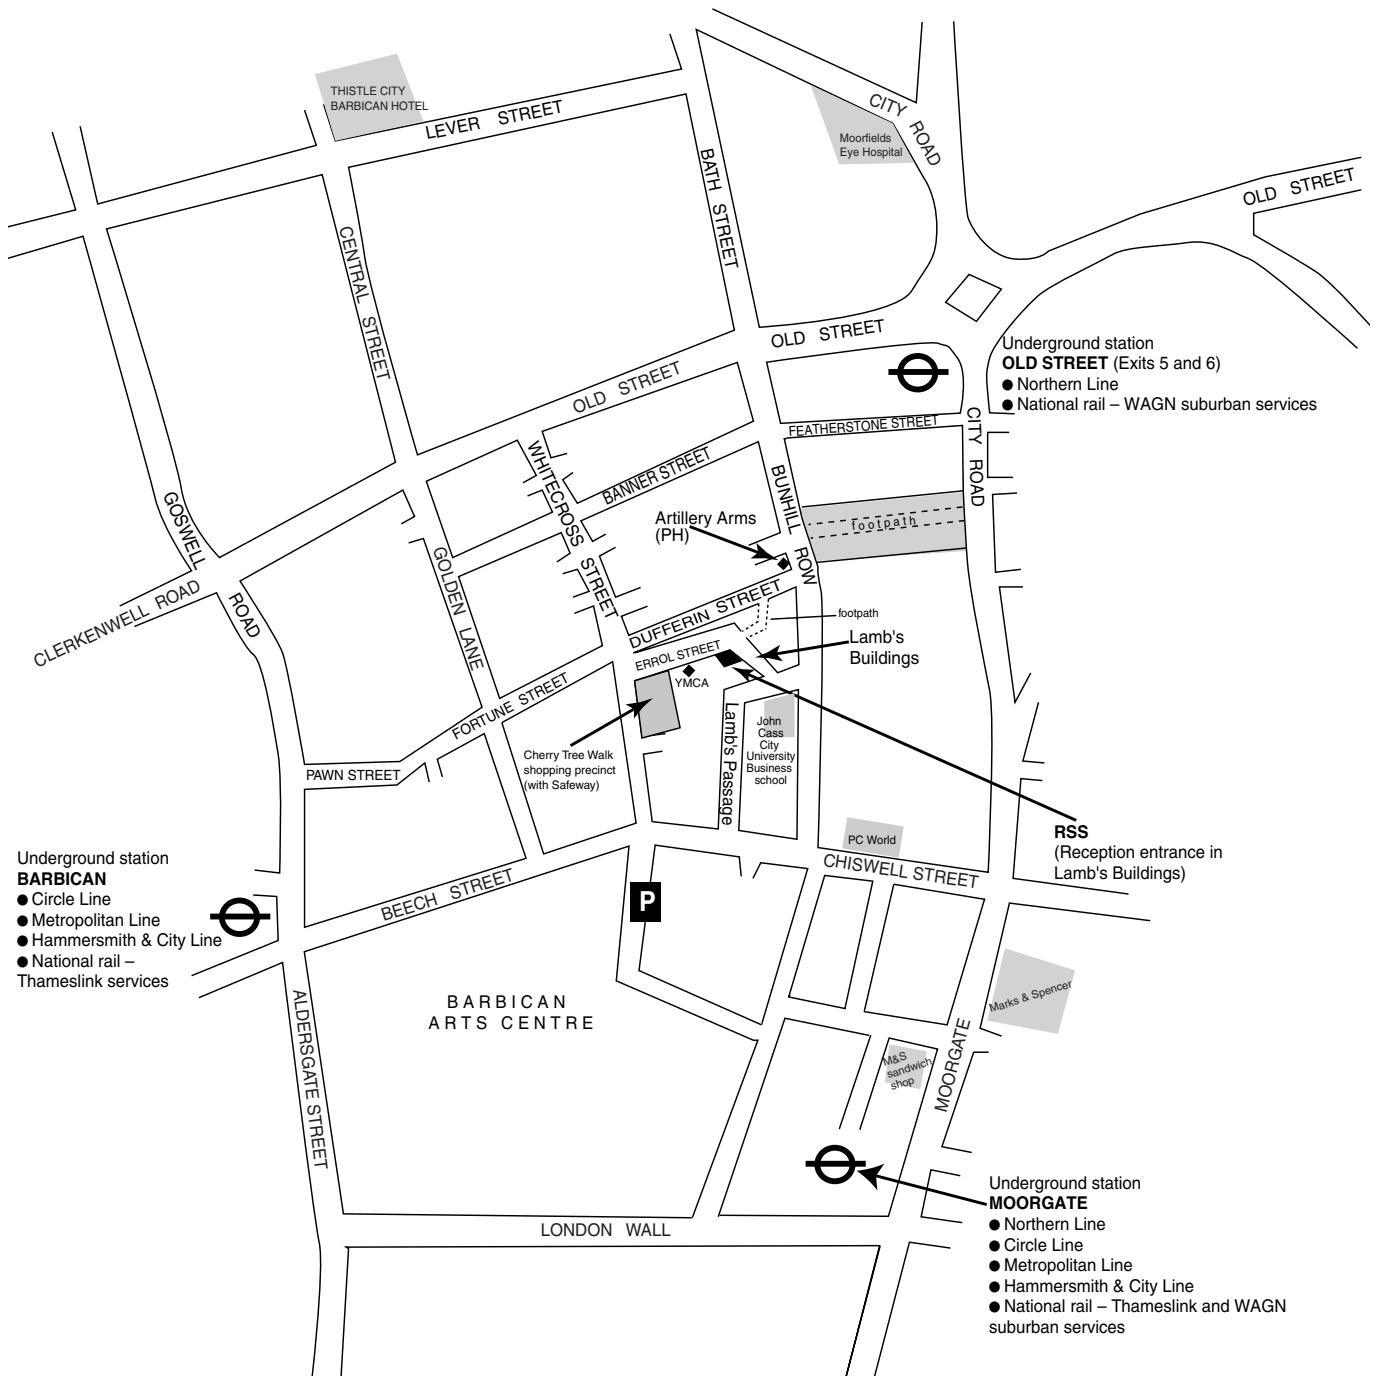 THISTLE CITY
BARBICAN HOTEL
LEVER STREET
CITY ROAD
Moorfields
Eye Hospital
BATH STREET
OLD STREET
CENTRAL STREET
OLD STREET
Underground station
OLD STREET (Exits 5 and 6)
● Northern Line
● National rail – WAGN suburban services
OLD STREET
FEATHERSTONE STREET
CITY ROAD
WHITECROSS STREET
BANNER STREET
BUNHILL ROW
GOSWELL ROAD
Artillery Arms
(PH)
footpath
GOLDEN LANE
CLERKENWELL ROAD
DUFFERIN STREET
footpath
Lamb's
Buildings
ERROL STREET
YMCA
FORTUNE STREET
Lamb's Passage
John
Cass
City
University
Business
school
Cherry Tree Walk
shopping precinct
(with Safeway)
PAWN STREET
RSS
(Reception entrance in
Lamb's Buildings)
PC World
CHISWELL STREET
Underground station
BARBICAN
● Circle Line
● Metropolitan Line
● Hammersmith & City Line
● National rail –
Thameslink services
BEECH STREET
P
BARBICAN
ARTS CENTRE
Marks & Spencer
ALDERSGATE STREET
MOORGATE
M&S
sandwich
shop
Underground station
MOORGATE
● Northern Line
● Circle Line
● Metropolitan Line
● Hammersmith & City Line
● National rail – Thameslink and WAGN
suburban services
LONDON WALL